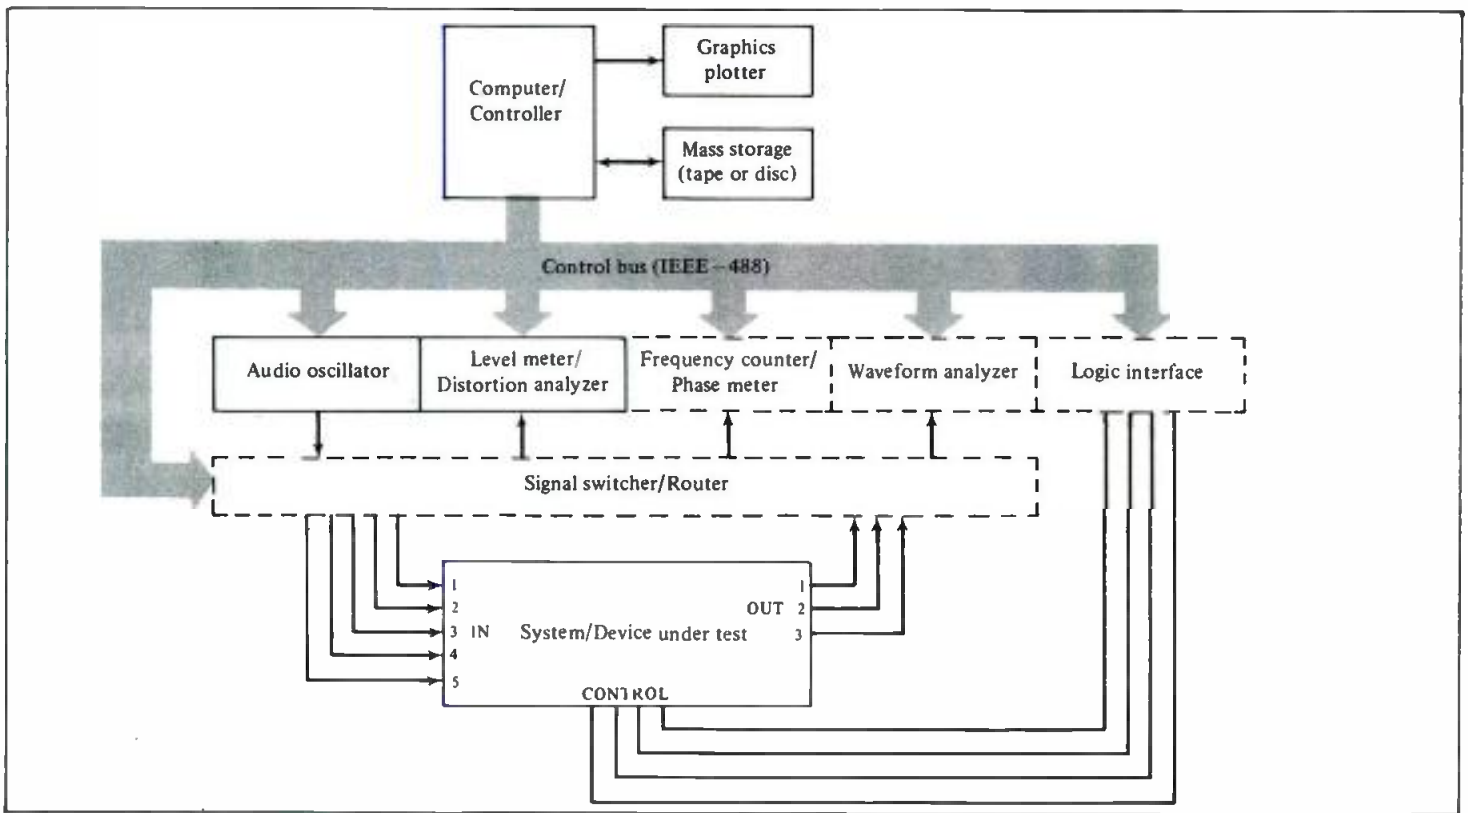 Graphics
plotter
Computer/
Controller
Mass storage
(tape or disc)
Control bus (IEEE – 488)
Audio oscillator
Level meter/
Distortion analyzer
Frequency counter/
Phase meter
Waveform analyzer
Logic interface
Signal switcher/Router
1
2
3 IN
4
5
System/Device under test
1
OUT 2
3
CONTROL